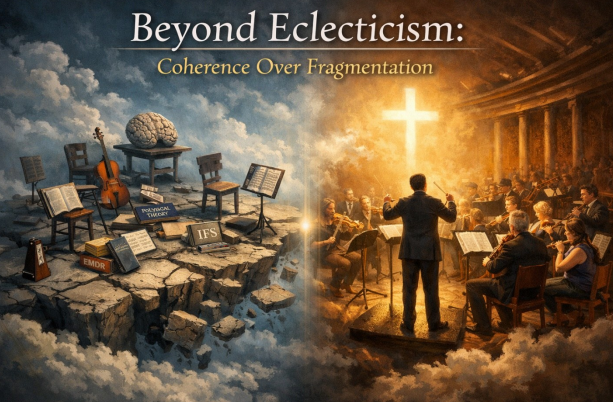 Beyond Eclecticism:
Coherence Over Fragmentation
POLYVAGAL
THEORY
IFS
EMDR